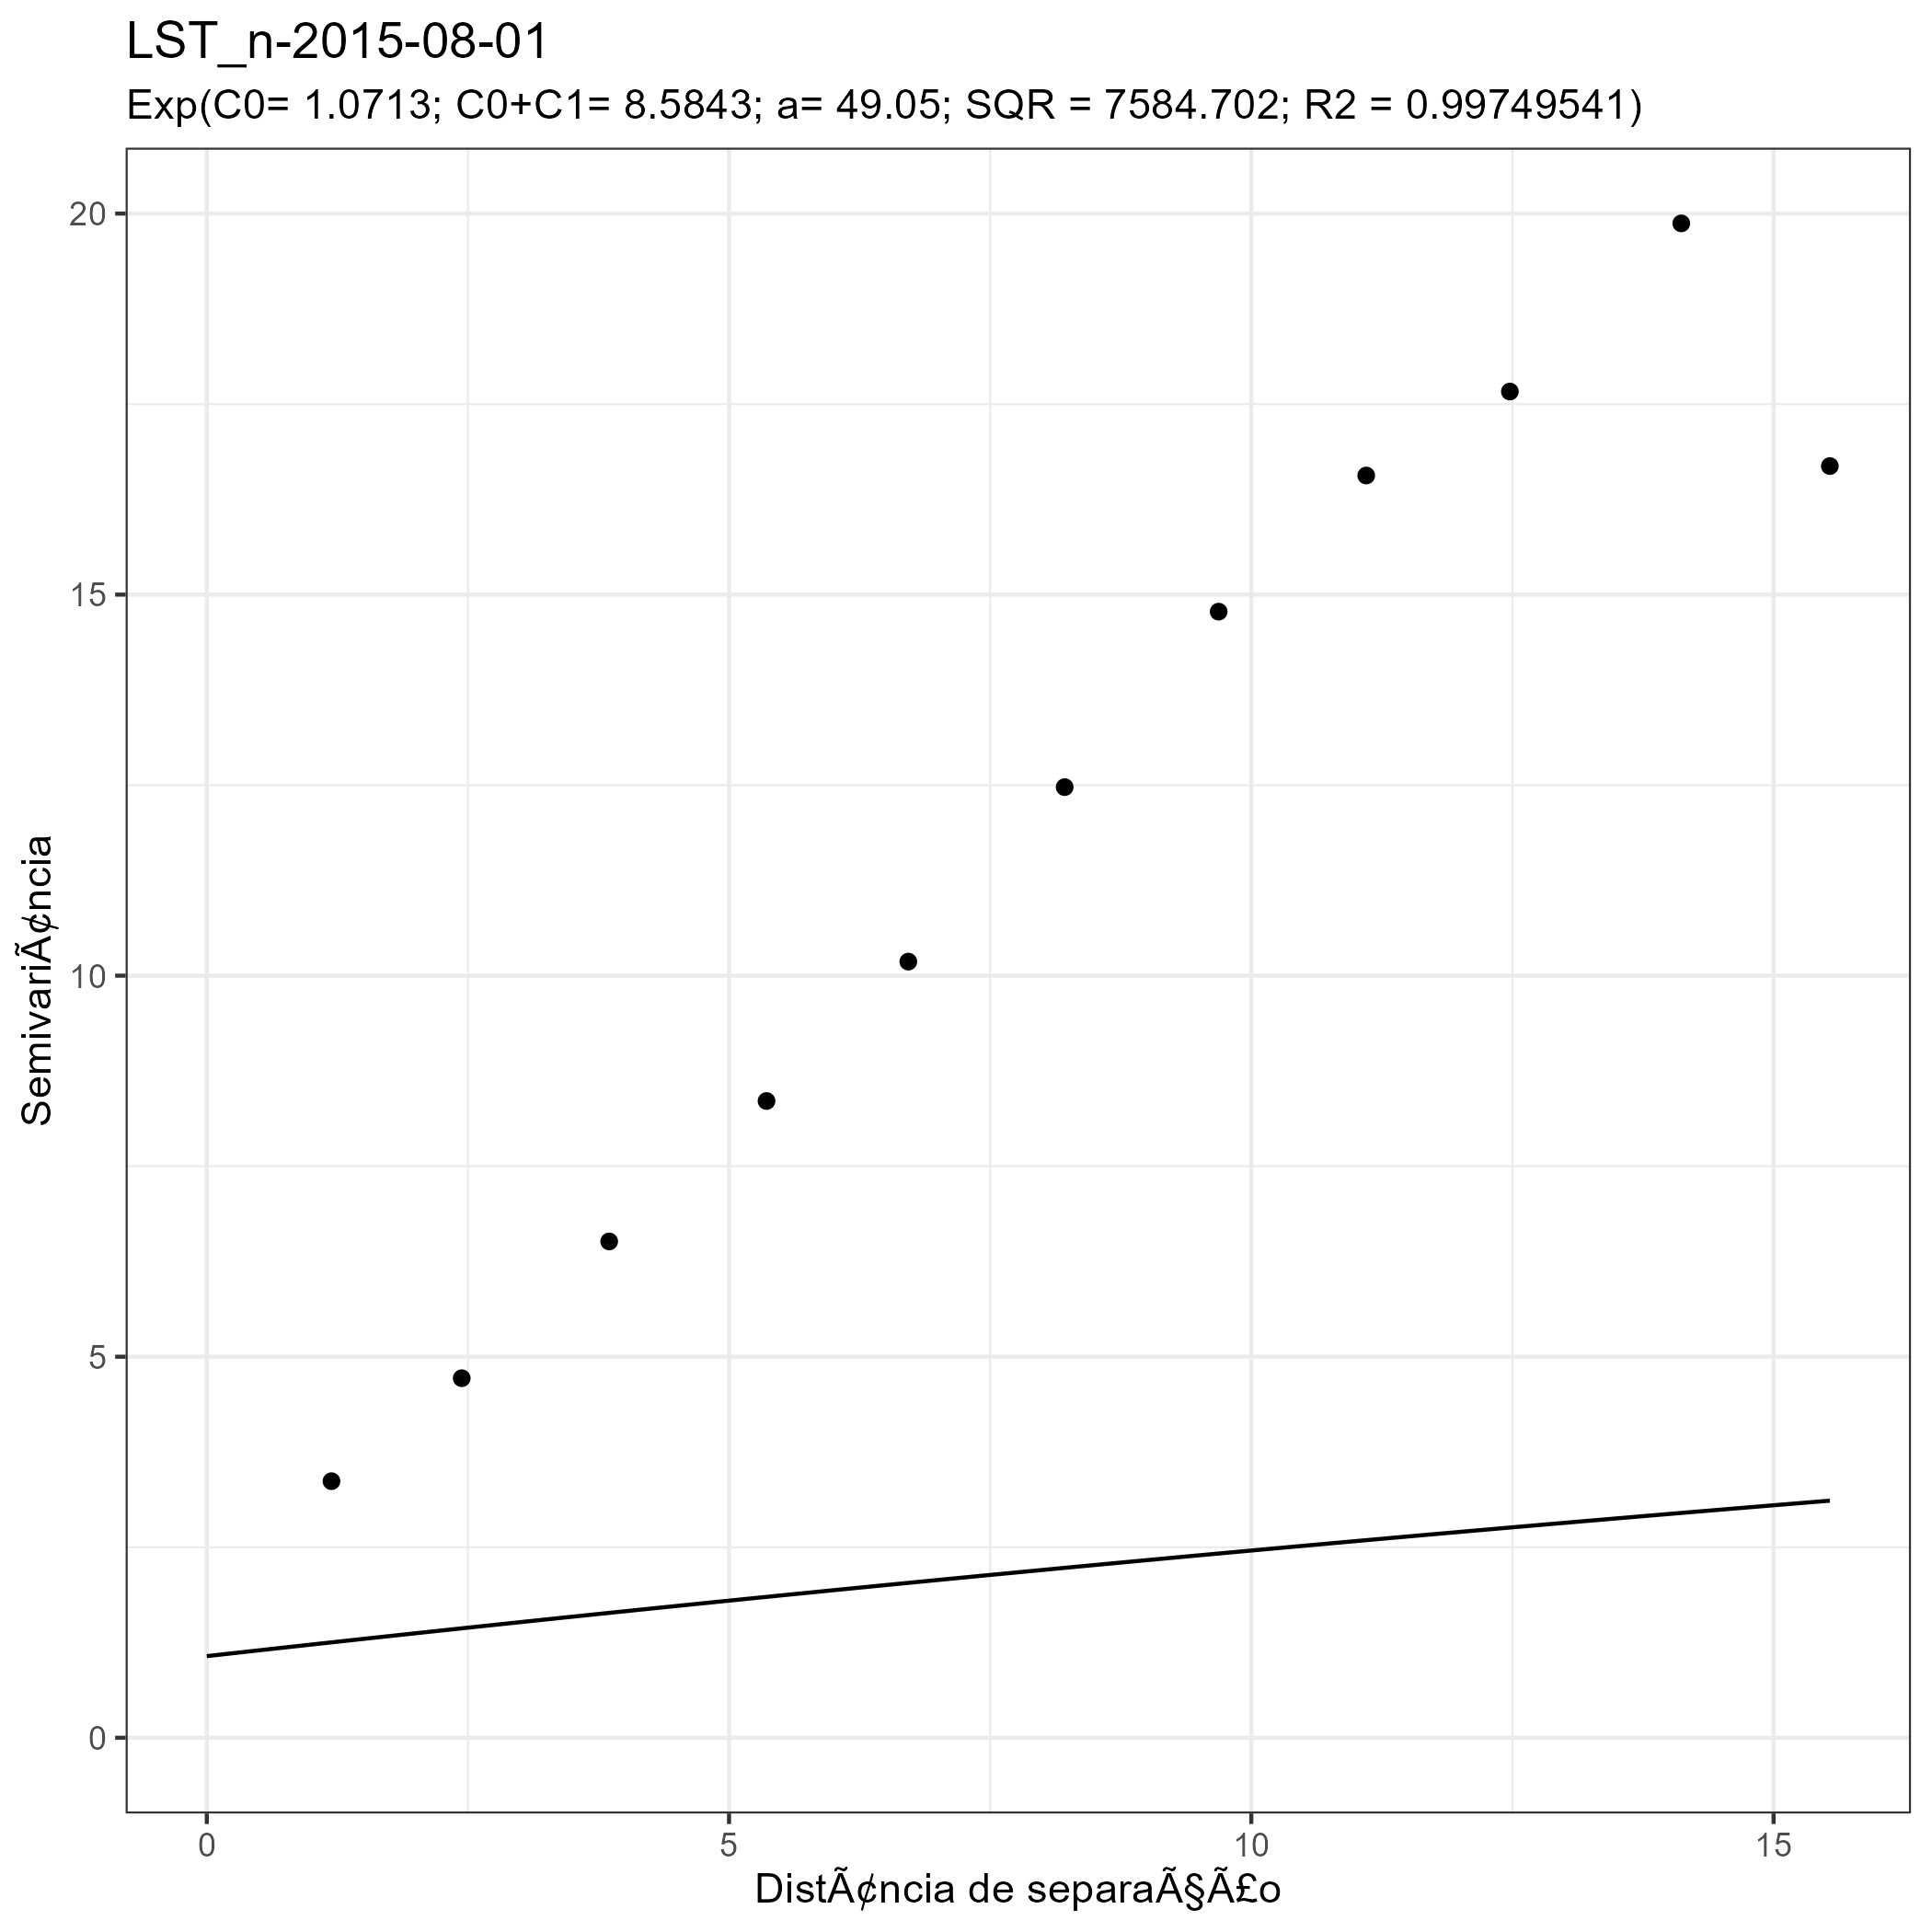 LST_n-2015-08-01
Exp(C0= 1.0713; C0+C1= 8.5843; a= 49.05; SQR = 7584.702; R2 = 0.99749541)
20
15
10
5
0
SemivariÃ¢ncia
0 5 10 15
DistÃ¢ncia de separaÃ§Ã£o